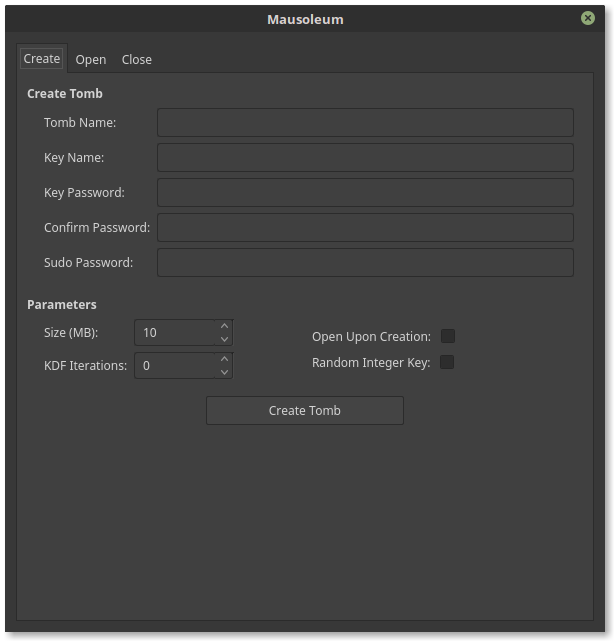 Mausoleum
Create Open Close
Create Tomb
Tomb Name:
Key Name:
Key Password:
Confirm Password:
Sudo Password:
Parameters
Size (MB): 10
Open Upon Creation:
KDF Iterations: 0
Random Integer Key:
Create Tomb